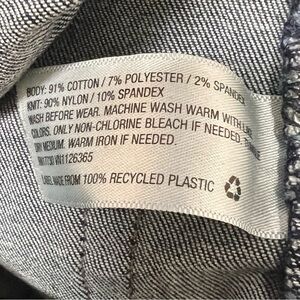 BODY: 91% COTTON / 7% POLYESTER / 2% SPANDEX
KNIT: 90% NYLON / 10% SPANDEX
WASH BEFORE WEAR. MACHINE WASH WARM WITH LIKE
COLORS. ONLY NON-CHLORINE BLEACH IF NEEDED. TUMBLE
DRY MEDIUM. WARM IRON IF NEEDED.
LABEL MADE FROM 100% RECYCLED PLASTIC